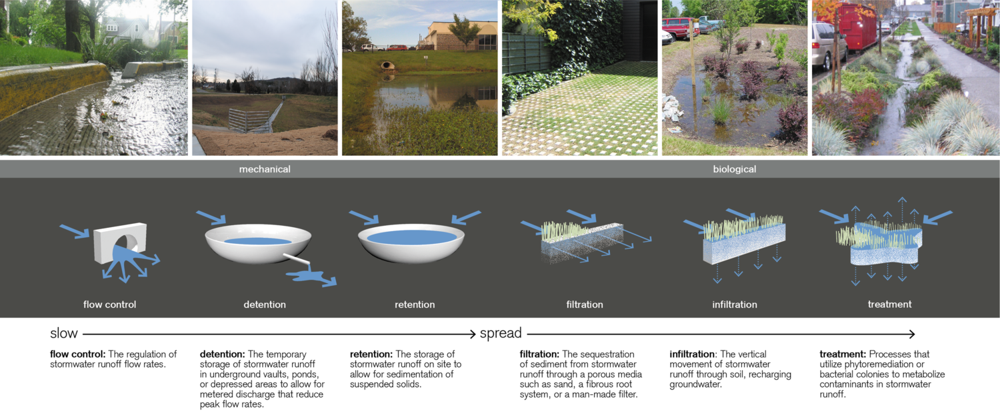 mechanical
biological
flow control
detention
retention
filtration
infiltration
treatment
slow
spread
flow control: The regulation of
stormwater runoff flow rates.
detention: The temporary
storage of stormwater runoff
in underground vaults, ponds,
or depressed areas to allow for
metered discharge that reduce
peak flow rates.
retention: The storage of
stormwater runoff on site to
allow for sedimentation of
suspended solids.
filtration: The sequestration
of sediment from stormwater
runoff through a porous media
such as sand, a fibrous root
system, or a man-made filter.
infiltration: The vertical
movement of stormwater
runoff through soil, recharging
groundwater.
treatment: Processes that
utilize phytoremediation or
bacterial colonies to metabolize
contaminants in stormwater
runoff.